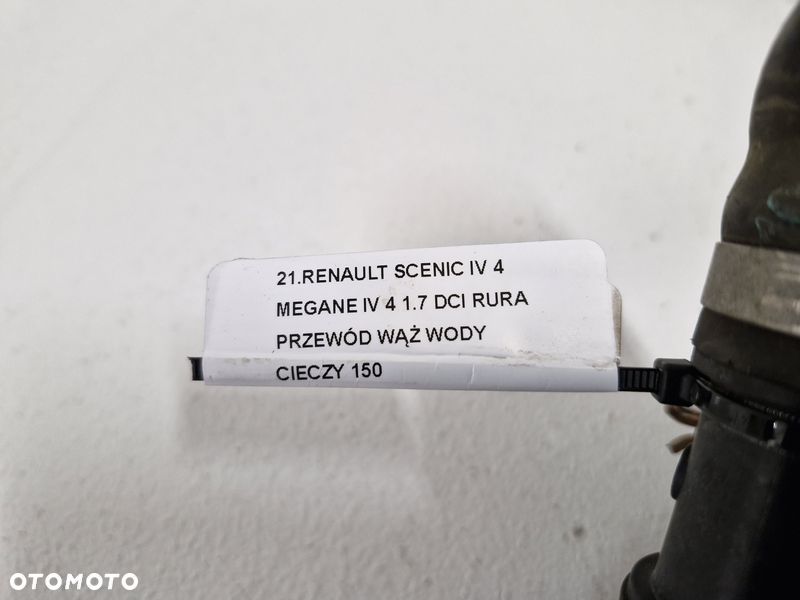 21.RENAULT SCENIC IV 4
MEGANE IV 4 1.7 DCI RURA
PRZEWÓD WĄŻ WODY
CIECZY 150
OTOMOTO